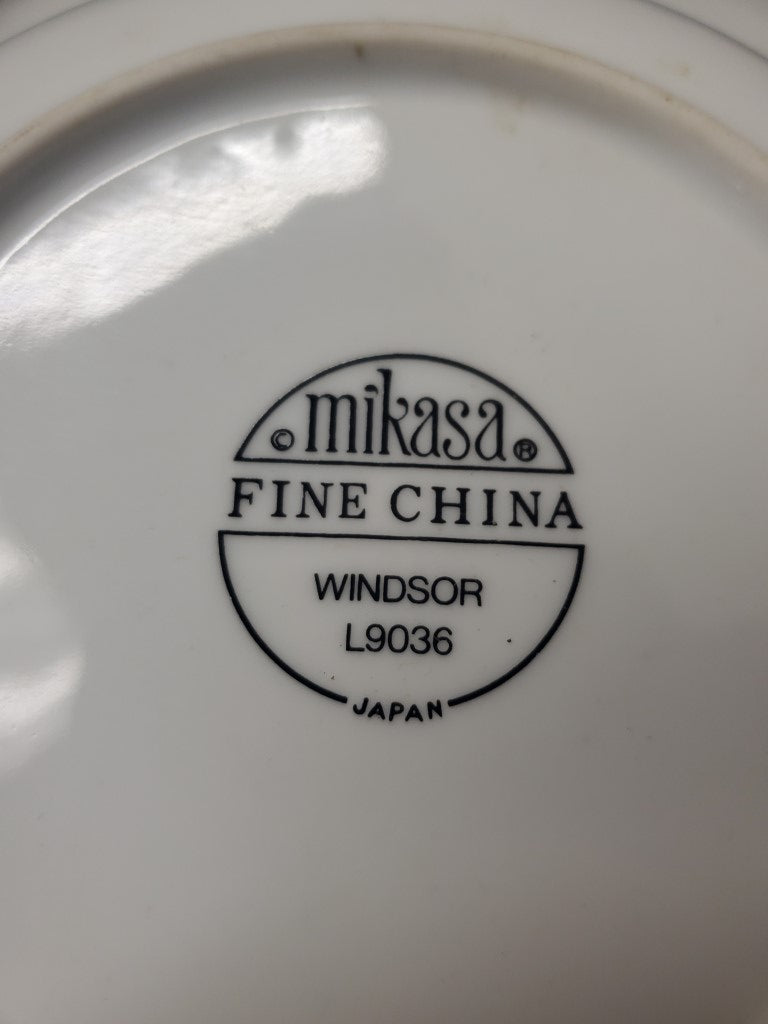 © mikasa ®
FINE CHINA
WINDSOR
L9036
JAPAN